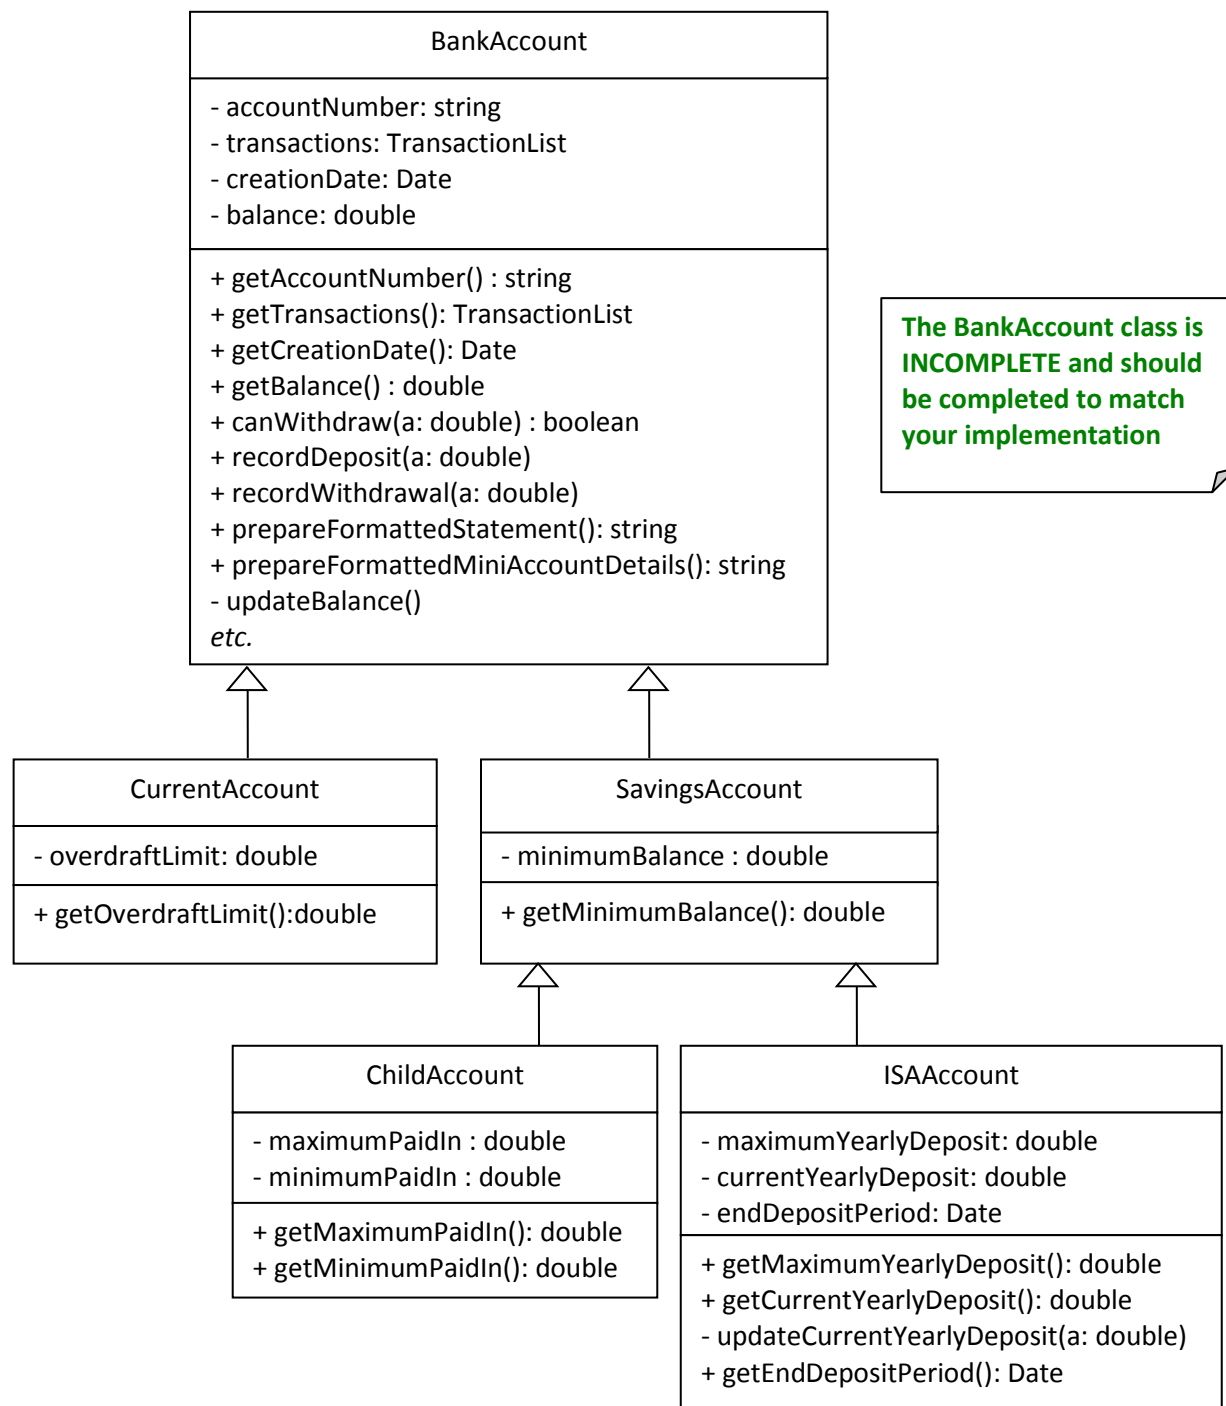 BankAccount
- accountNumber: string
- transactions: TransactionList
- creationDate: Date
- balance: double
+ getAccountNumber() : string
+ getTransactions(): TransactionList
+ getCreationDate(): Date
+ getBalance() : double
+ canWithdraw(a: double) : boolean
+ recordDeposit(a: double)
+ recordWithdrawal(a: double)
+ prepareFormattedStatement(): string
+ prepareFormattedMiniAccountDetails(): string
- updateBalance()
etc.
The BankAccount class is
INCOMPLETE and should
be completed to match
your implementation
CurrentAccount
- overdraftLimit: double
+ getOverdraftLimit():double
SavingsAccount
- minimumBalance : double
+ getMinimumBalance(): double
ChildAccount
- maximumPaidIn : double
- minimumPaidIn : double
+ getMaximumPaidIn(): double
+ getMinimumPaidIn(): double
ISAAccount
- maximumYearlyDeposit: double
- currentYearlyDeposit: double
- endDepositPeriod: Date
+ getMaximumYearlyDeposit(): double
+ getCurrentYearlyDeposit(): double
- updateCurrentYearlyDeposit(a: double)
+ getEndDepositPeriod(): Date